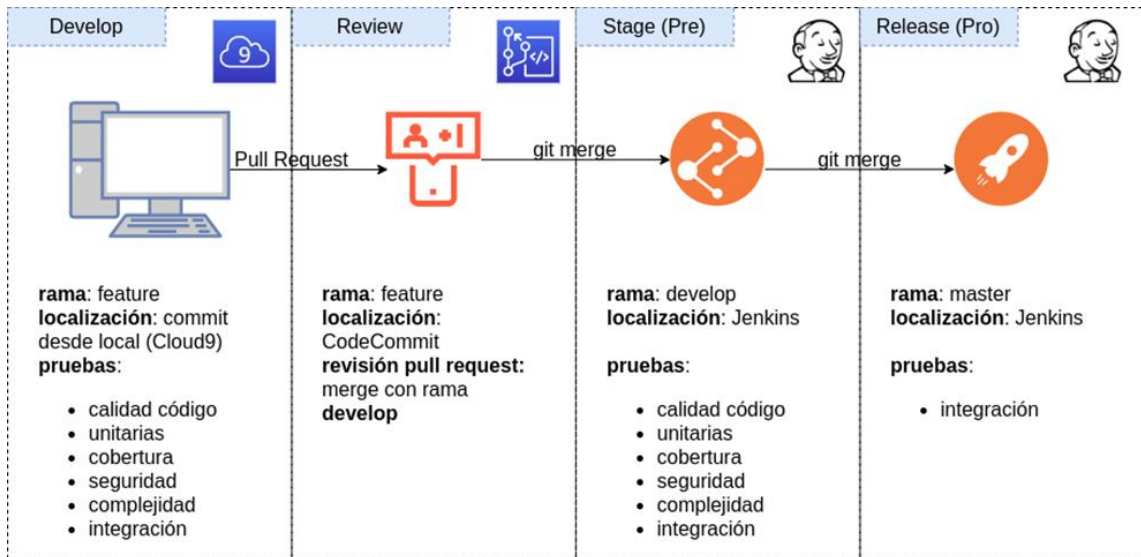 Develop
Review
Stage (Pre)
Release (Pro)
9
</>
Pull Request
git merge
git merge
rama: feature
localización: commit
desde local (Cloud9)
pruebas:
• calidad código
• unitarias
• cobertura
• seguridad
• complejidad
• integración
rama: feature
localización:
CodeCommit
revisión pull request:
merge con rama
develop
rama: develop
localización: Jenkins
pruebas:
• calidad código
• unitarias
• cobertura
• seguridad
• complejidad
• integración
rama: master
localización: Jenkins
pruebas:
• integración